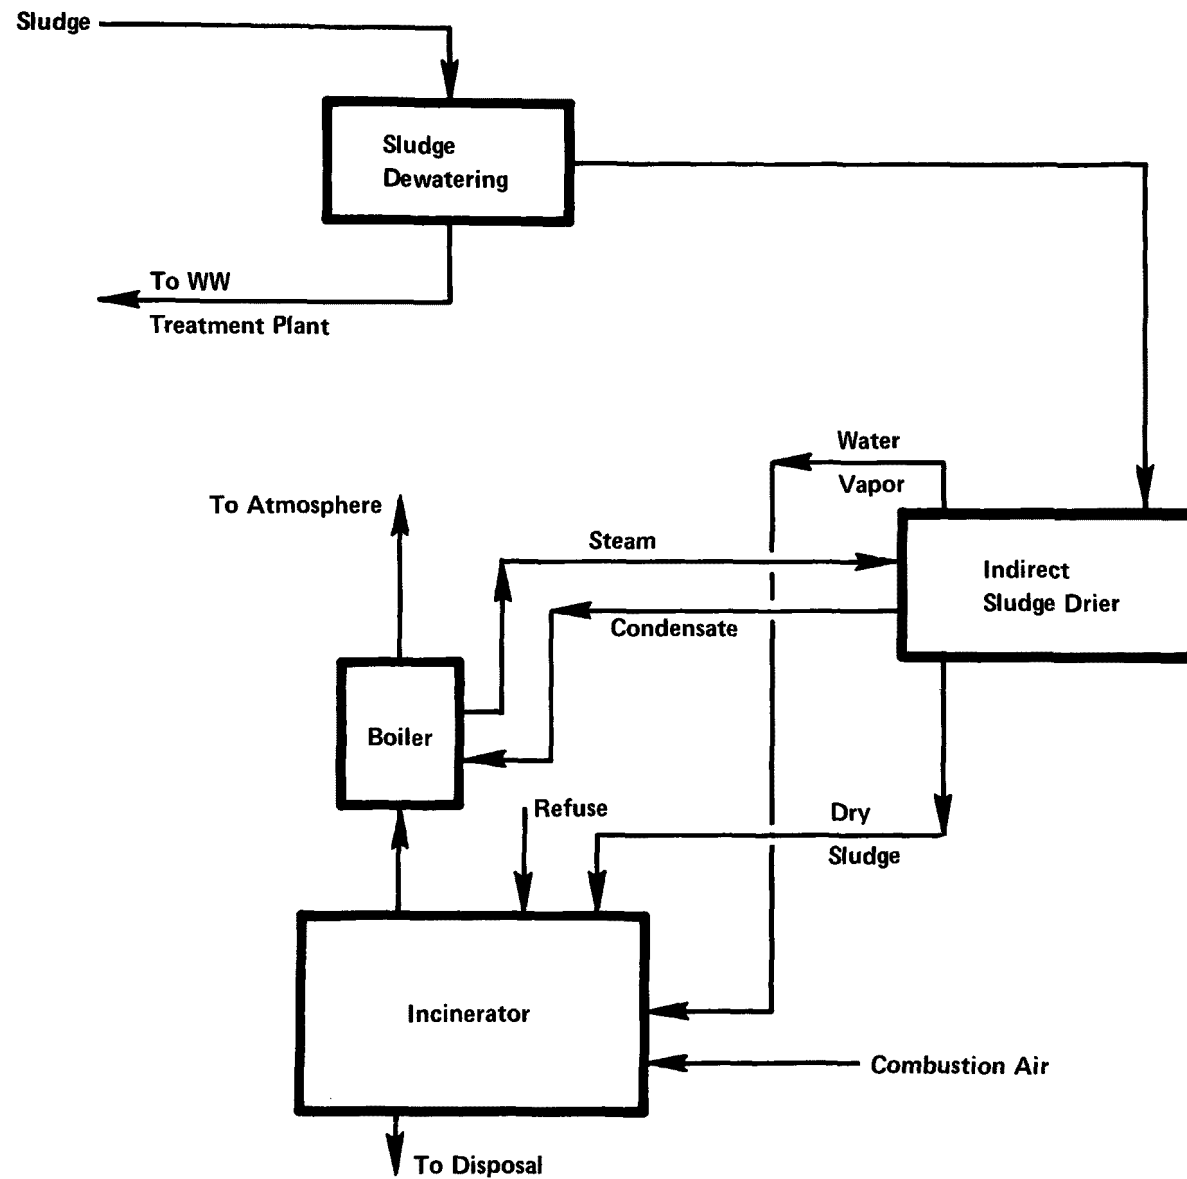 Sludge
Sludge
Dewatering
To WW
Treatment Plant
Water
Vapor
To Atmosphere
Steam
Indirect
Sludge Drier
Condensate
Boiler
Refuse
Dry
Sludge
Incinerator
Combustion Air
To Disposal